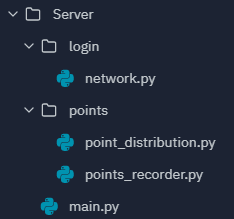 Server
login
network.py
points
point_distribution.py
points_recorder.py
main.py